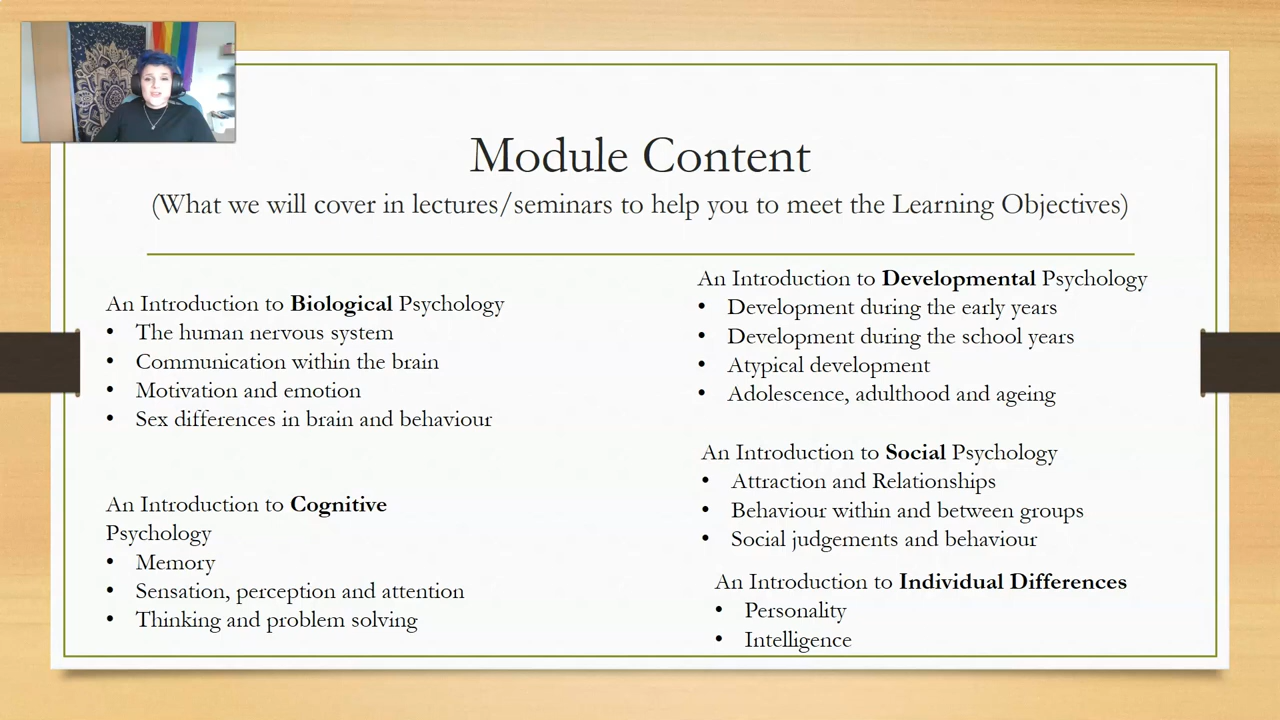 Module Content
(What we will cover in lectures/seminars to help you to meet the Learning Objectives)
An Introduction to Biological Psychology
• The human nervous system
• Communication within the brain
• Motivation and emotion
• Sex differences in brain and behaviour
An Introduction to Cognitive
Psychology
• Memory
• Sensation, perception and attention
• Thinking and problem solving
An Introduction to Developmental Psychology
• Development during the early years
• Development during the school years
• Atypical development
• Adolescence, adulthood and ageing
An Introduction to Social Psychology
• Attraction and Relationships
• Behaviour within and between groups
• Social judgements and behaviour
An Introduction to Individual Differences
• Personality
• Intelligence